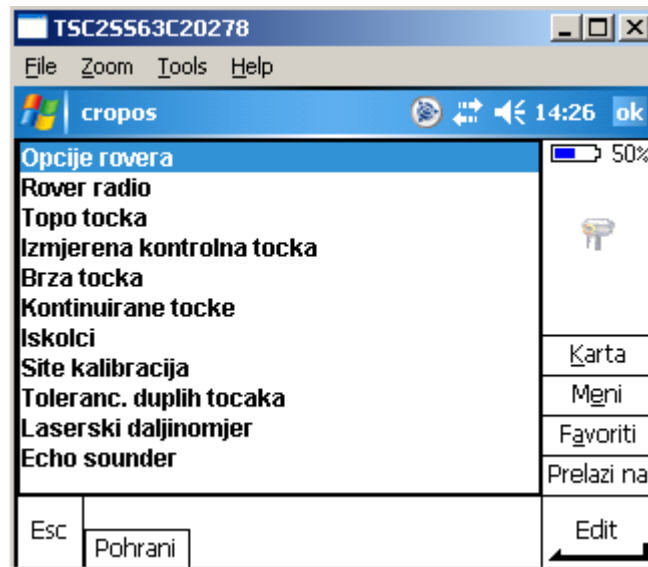 TSC2SS63C20278
File Zoom Tools Help
cropos 14:26 ok
50%
Opcije rovera
Rover radio
Topo tocka
Izmjerena kontrolna tocka
Brza tocka
Kontinuirane tocke
Iskolci
Site kalibracija
Toleranc. duplih tocaka
Laserski daljinomjer
Echo sounder
Karta
Meni
Favoriti
Prelazi na
Esc
Pohrani
Edit